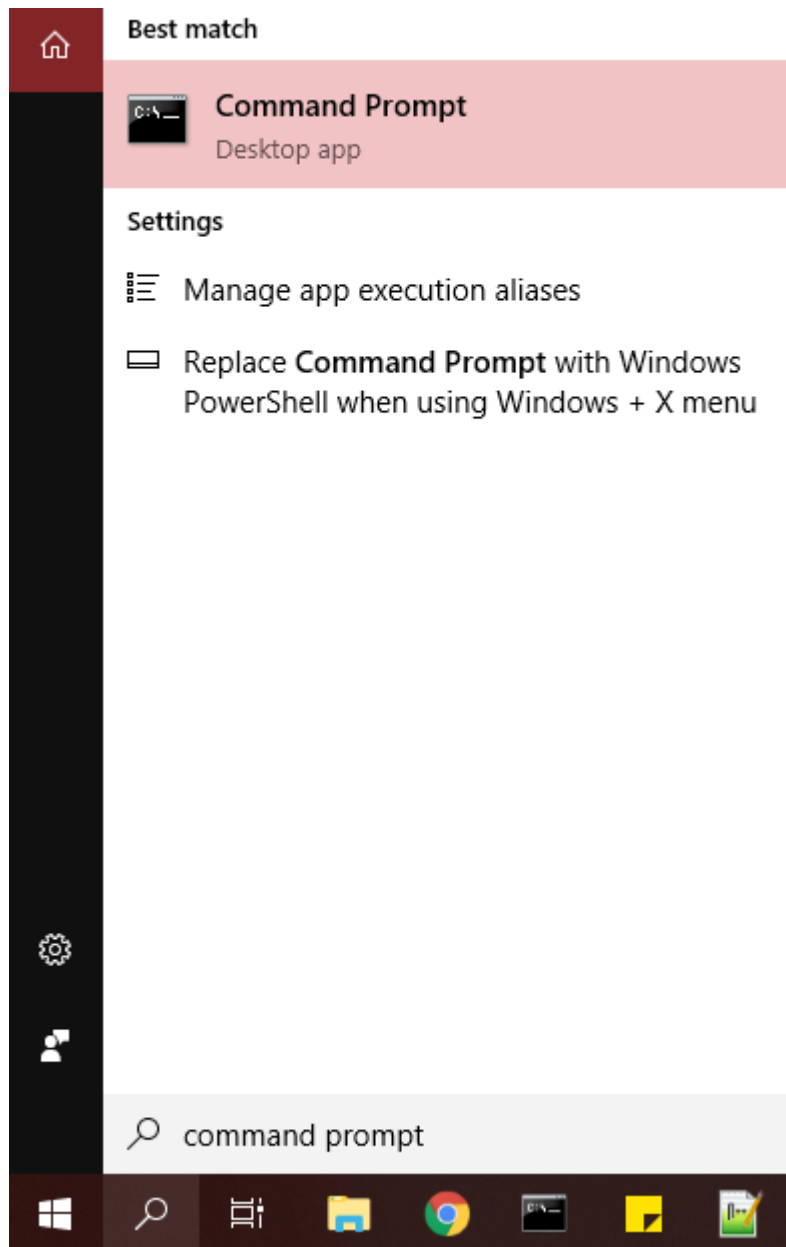 Best match
Command Prompt
Desktop app
Settings
Manage app execution aliases
Replace Command Prompt with Windows
PowerShell when using Windows + X menu
command prompt